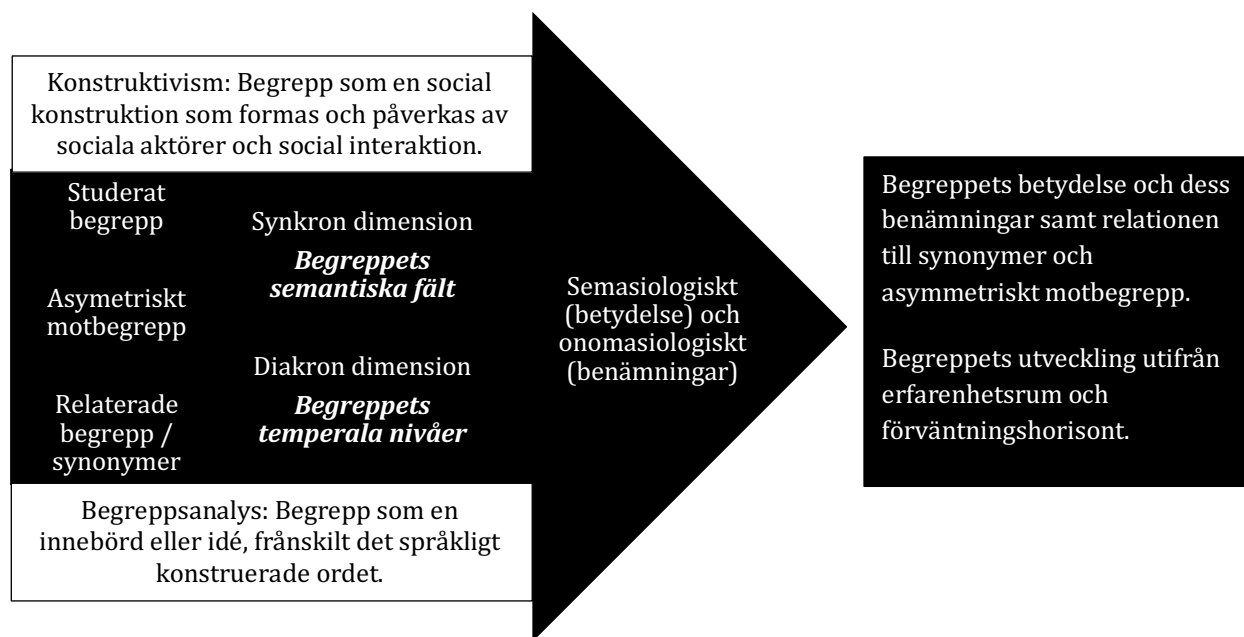 Konstruktivism: Begrepp som en social
konstruktion som formas och påverkas av
sociala aktörer och social interaktion.
Studerat
begrepp
Asymetriskt
motbegrepp
Relaterade
begrepp /
synonymer
Synkron dimension
Begreppets
semantiska fält
Diakron dimension
Begreppets
temperala nivåer
Begreppsanalys: Begrepp som en
innebörd eller idé, frånskilt det språkligt
konstruerade ordet.
Semasiologiskt
(betydelse) och
onomasiologiskt
(benämningar)
Begreppets betydelse och dess
benämningar samt relationen
till synonymer och
asymmetriskt motbegrepp.
Begreppets utveckling utifrån
erfarenhetsrum och
förväntningshorisont.